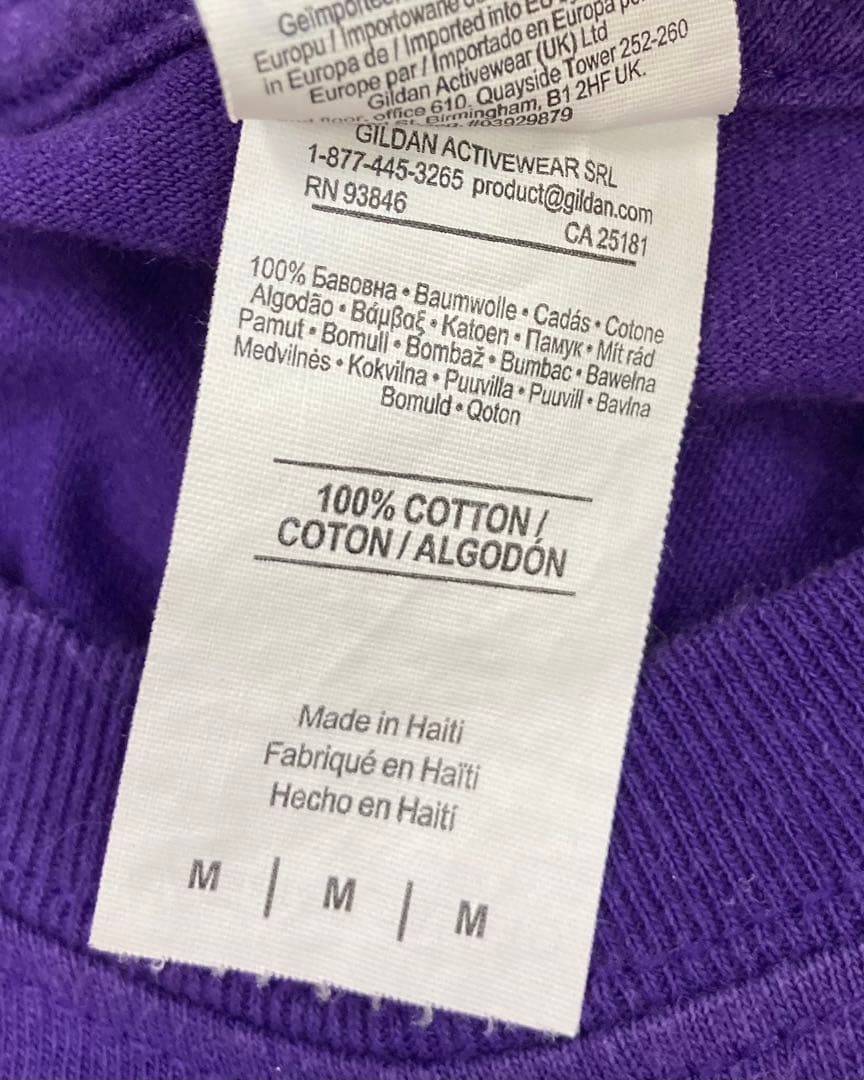 Europu / Importowane
in Europa de / Imported into EU
Europe par / Importado en Europa
Gildan Activewear (UK) Ltd
office 610, Quayside Tower 252-260
Birmingham, B1 2HF UK.
#03929879
GILDAN ACTIVEWEAR SRL
1-877-445-3265 product@gildan.com
RN 93846
CA 25181
100% Бавовна • Baumwolle • Cadás • Cotone
Algodão • Βάμβαξ • Katoen • Памук • Mit rád
Pamut • Bomull • Bombaž • Bumbac • Bawełna
Medvilnės • Kokvilna • Puuvilla • Puuvill • Bavlna
Bomuld • Qoton
100% COTTON /
COTON / ALGODÓN
Made in Haiti
Fabriqué en Haïti
Hecho en Haití
M | M | M